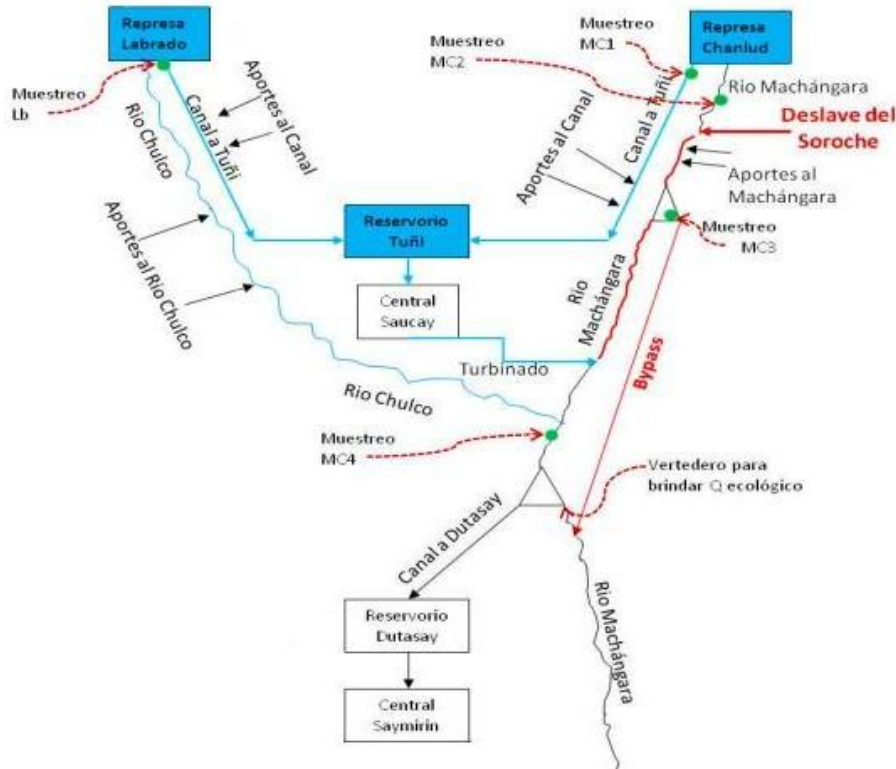 Represa
Labrado
Muestreo
MC1
Represa
Chanlud
Muestreo
MC2
Rio Machángara
Muestreo
Lb
Aportes al Canal
Canal a Tuñi
Rio Chulco
Canal a Tuñi
Aportes al Canal
Deslave del
Soroche
Aportes al
Machángara
Aportes al Rio Chulco
Reservorio
Tuñi
Muestreo
MC3
Rio
Machángara
Central
Saucay
Turbinado
Bypass
Rio Chulco
Muestreo
MC4
Vertedero para
brindar Q ecológico
Canal a Dutasay
Reservorio
Dutasay
Rio Machángara
Central
Saymirin